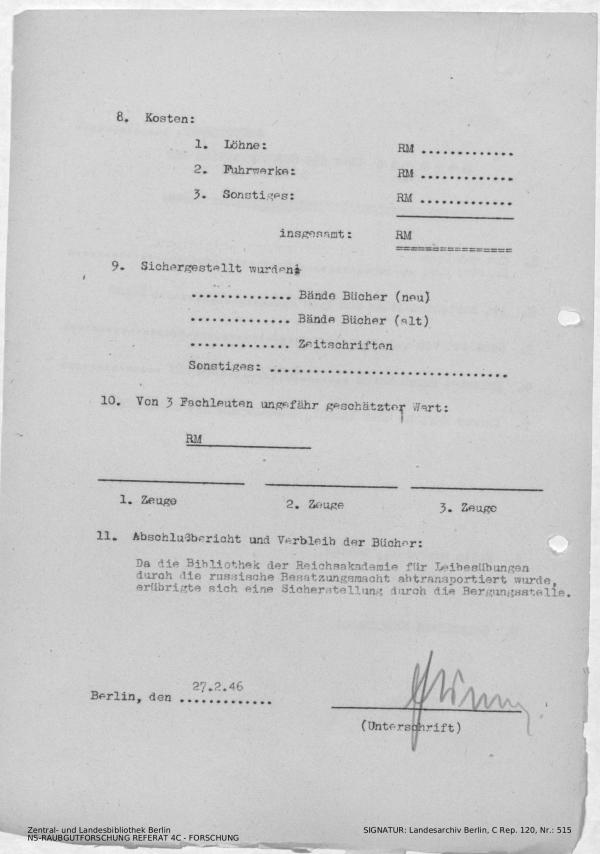 8. Kosten:
1. Löhne: RM .............
2. Fuhrwerke: RM .............
3. Sonstiges: RM .............
insgesamt: RM
9. Sichergestellt wurden:
.............. Bände Bücher (neu)
.............. Bände Bücher (alt)
.............. Zeitschriften
Sonstiges: .................................
10. Von 3 Fachleuten ungefähr geschätzter Wert:
RM
1. Zeuge 2. Zeuge 3. Zeuge
11. Abschlußbericht und Verbleib der Bücher:
Da die Bibliothek der Reichsakademie für Leibesübungen
durch die russische Besatzungsmacht abtransportiert wurde,
erübrigte sich eine Sicherstellung durch die Bergungsstelle.
Berlin, den 27.2.46
(Unterschrift)
Zentral- und Landesbibliothek Berlin
NS-RAUBGUTFORSCHUNG REFERAT 4C - FORSCHUNG
SIGNATUR: Landesarchiv Berlin, C Rep. 120, Nr.: 515